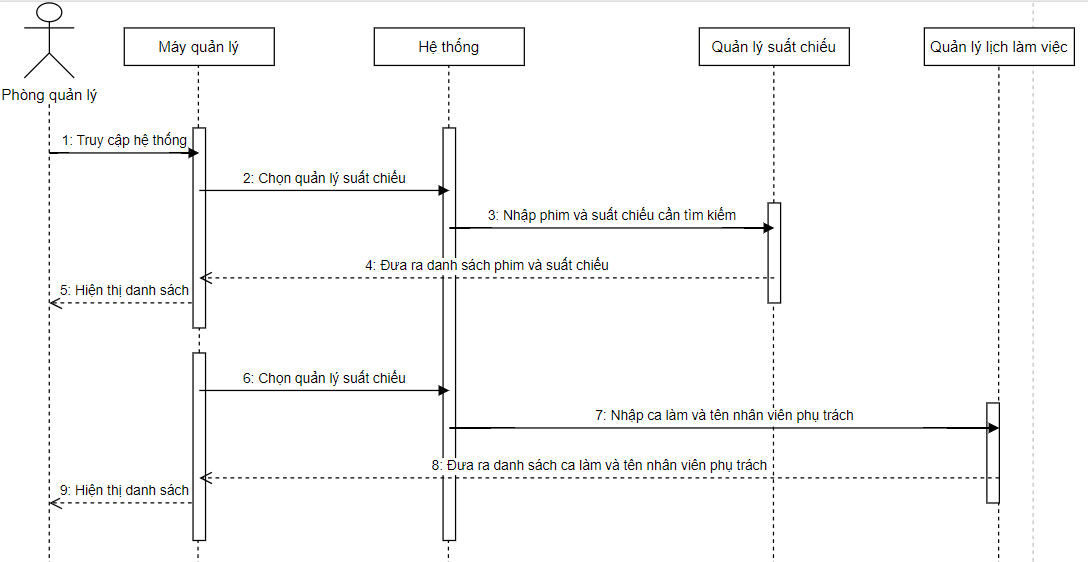 Máy quản lý
Hệ thống
Quản lý suất chiếu
Quản lý lịch làm việc
Phòng quản lý
1: Truy cập hệ thống
2: Chọn quản lý suất chiếu
3: Nhập phim và suất chiếu cần tìm kiếm
4: Đưa ra danh sách phim và suất chiếu
5: Hiện thị danh sách
6: Chọn quản lý suất chiếu
7: Nhập ca làm và tên nhân viên phụ trách
8: Đưa ra danh sách ca làm và tên nhân viên phụ trách
9: Hiện thị danh sách